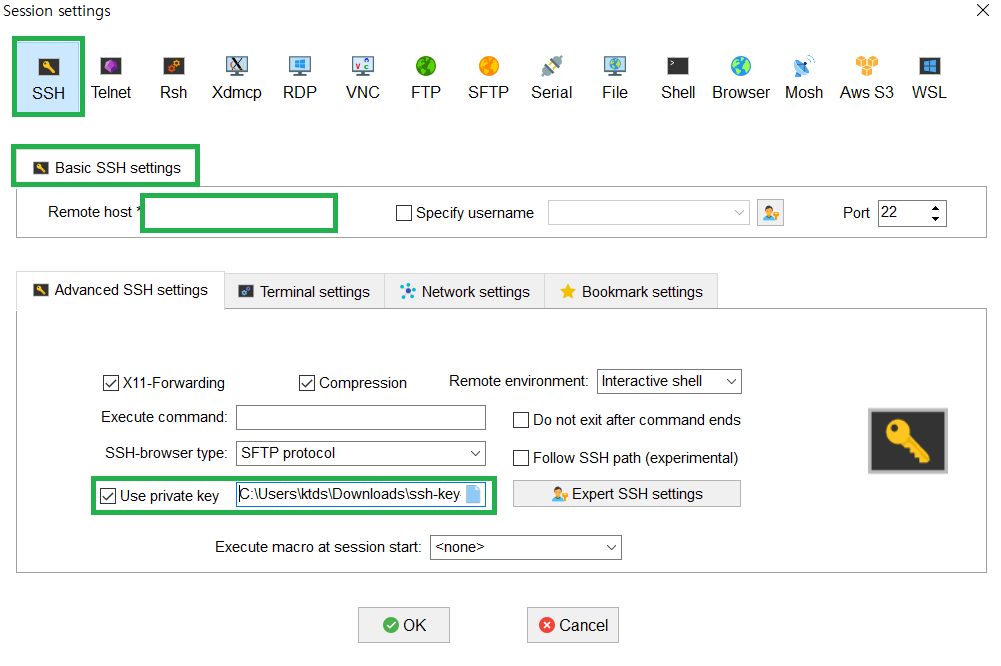 Session settings
SSH Telnet Rsh Xdmcp RDP VNC FTP SFTP Serial File Shell Browser Mosh Aws S3 WSL
Basic SSH settings
Remote host * Specify username Port 22
Advanced SSH settings Terminal settings Network settings Bookmark settings
X11-Forwarding Compression Remote environment: Interactive shell
Execute command: Do not exit after command ends
SSH-browser type: SFTP protocol Follow SSH path (experimental)
Use private key C:\Users\ktds\Downloads\ssh-key Expert SSH settings
Execute macro at session start: <none>
OK Cancel